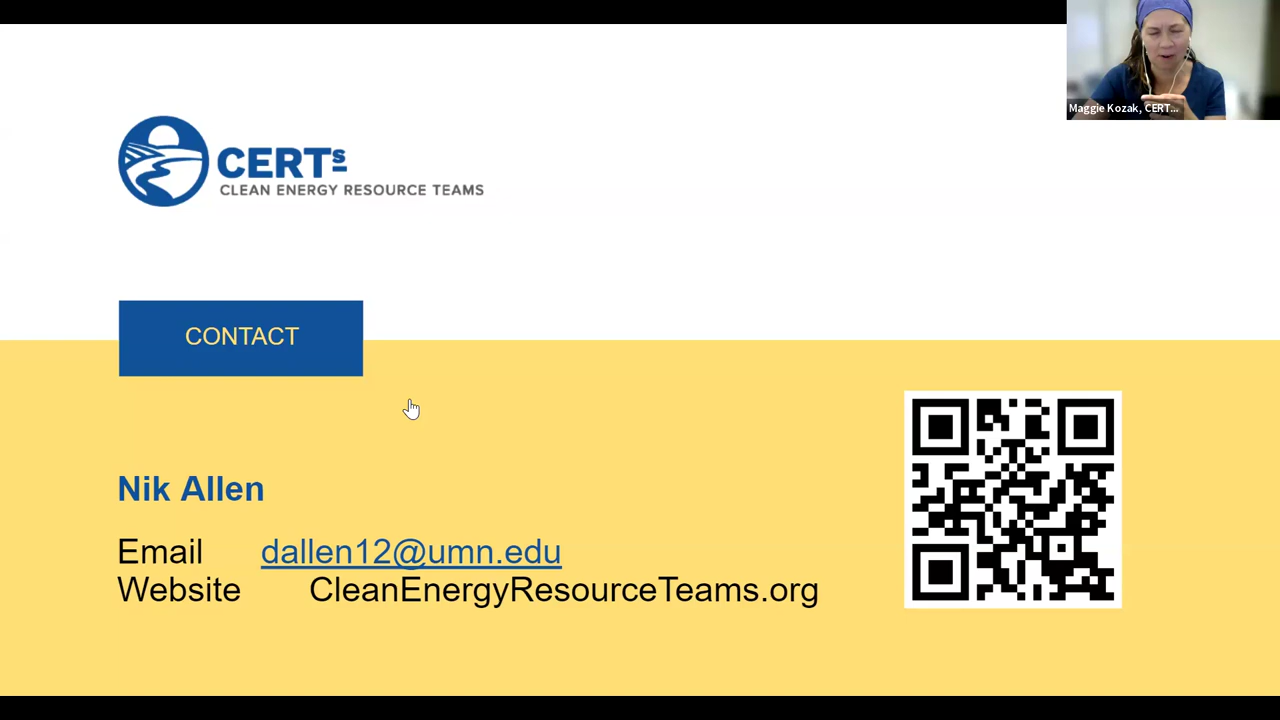 Maggie Kozak, CERT...
CERTs
CLEAN ENERGY RESOURCE TEAMS
CONTACT
Nik Allen
Email dallen12@umn.edu
Website CleanEnergyResourceTeams.org